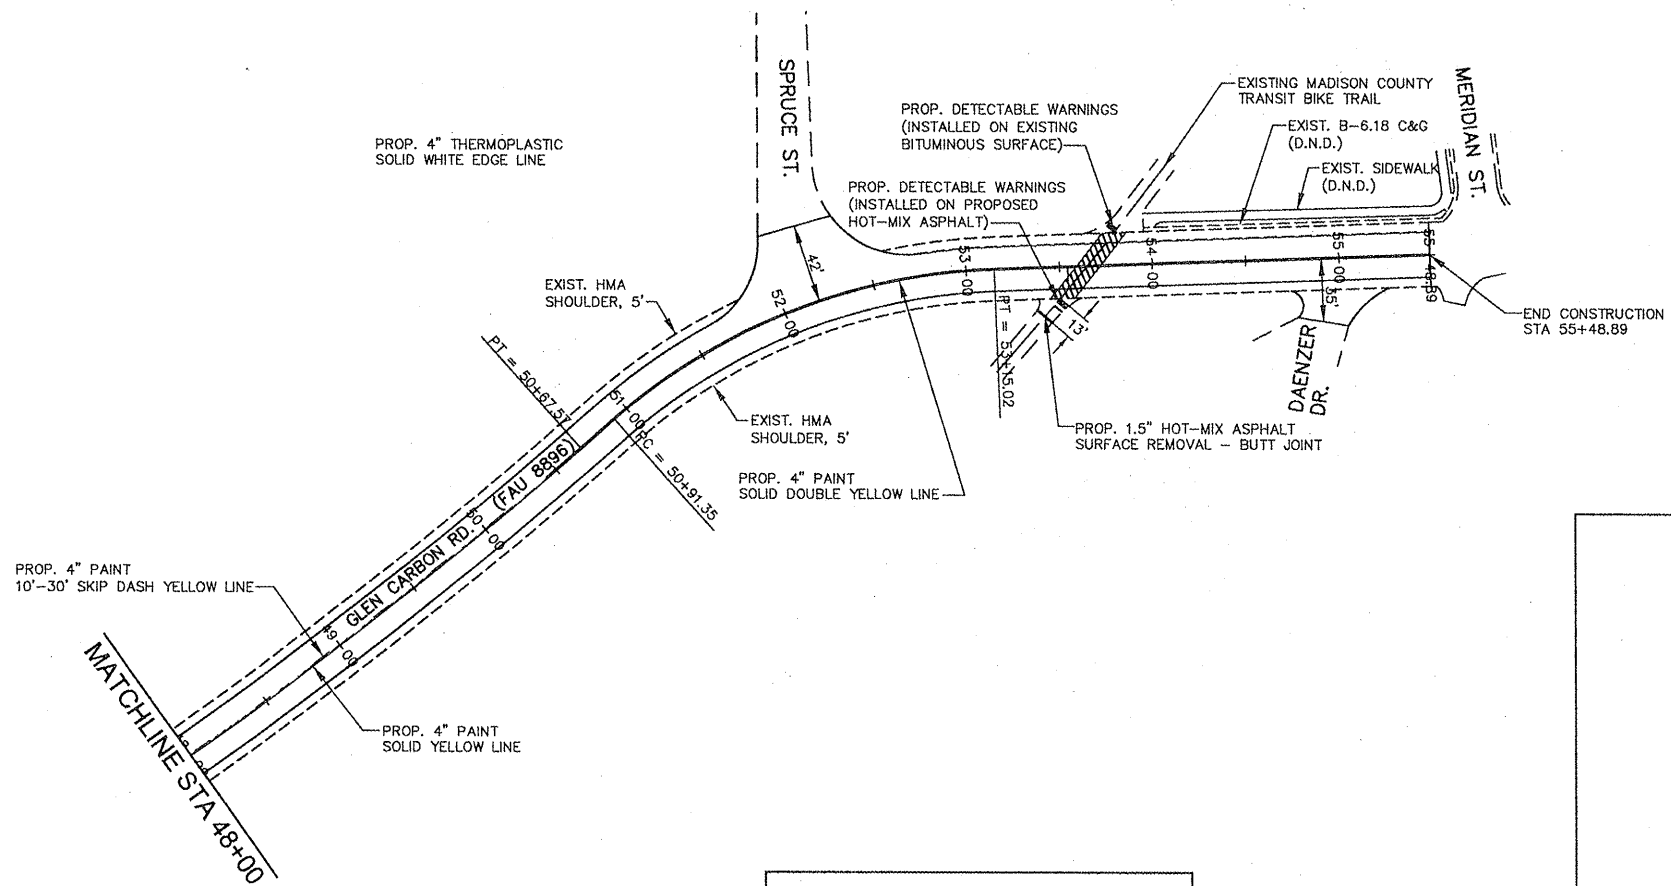 SPRUCE ST.
MERIDIAN ST.
EXISTING MADISON COUNTY
TRANSIT BIKE TRAIL
PROP. DETECTABLE WARNINGS
(INSTALLED ON EXISTING
BITUMINOUS SURFACE)
EXIST. B-6.18 C&G
(D.N.D.)
PROP. 4" THERMOPLASTIC
SOLID WHITE EDGE LINE
EXIST. SIDEWALK
(D.N.D.)
PROP. DETECTABLE WARNINGS
(INSTALLED ON PROPOSED
HOT-MIX ASPHALT)
42'
53+00
54+00
55+00
55+48.89
EXIST. HMA
SHOULDER, 5'
52+00
35'
13'
END CONSTRUCTION
STA 55+48.89
PT = 53+15.02
DAENZER
DR.
PT = 50+67.57
51+00
PC = 50+91.35
EXIST. HMA
SHOULDER, 5'
PROP. 1.5" HOT-MIX ASPHALT
SURFACE REMOVAL - BUTT JOINT
PROP. 4" PAINT
SOLID DOUBLE YELLOW LINE
GLEN CARBON RD. (FAU 8896)
50+00
PROP. 4" PAINT
10'-30' SKIP DASH YELLOW LINE
49+00
PROP. 4" PAINT
SOLID YELLOW LINE
MATCHLINE STA 48+00